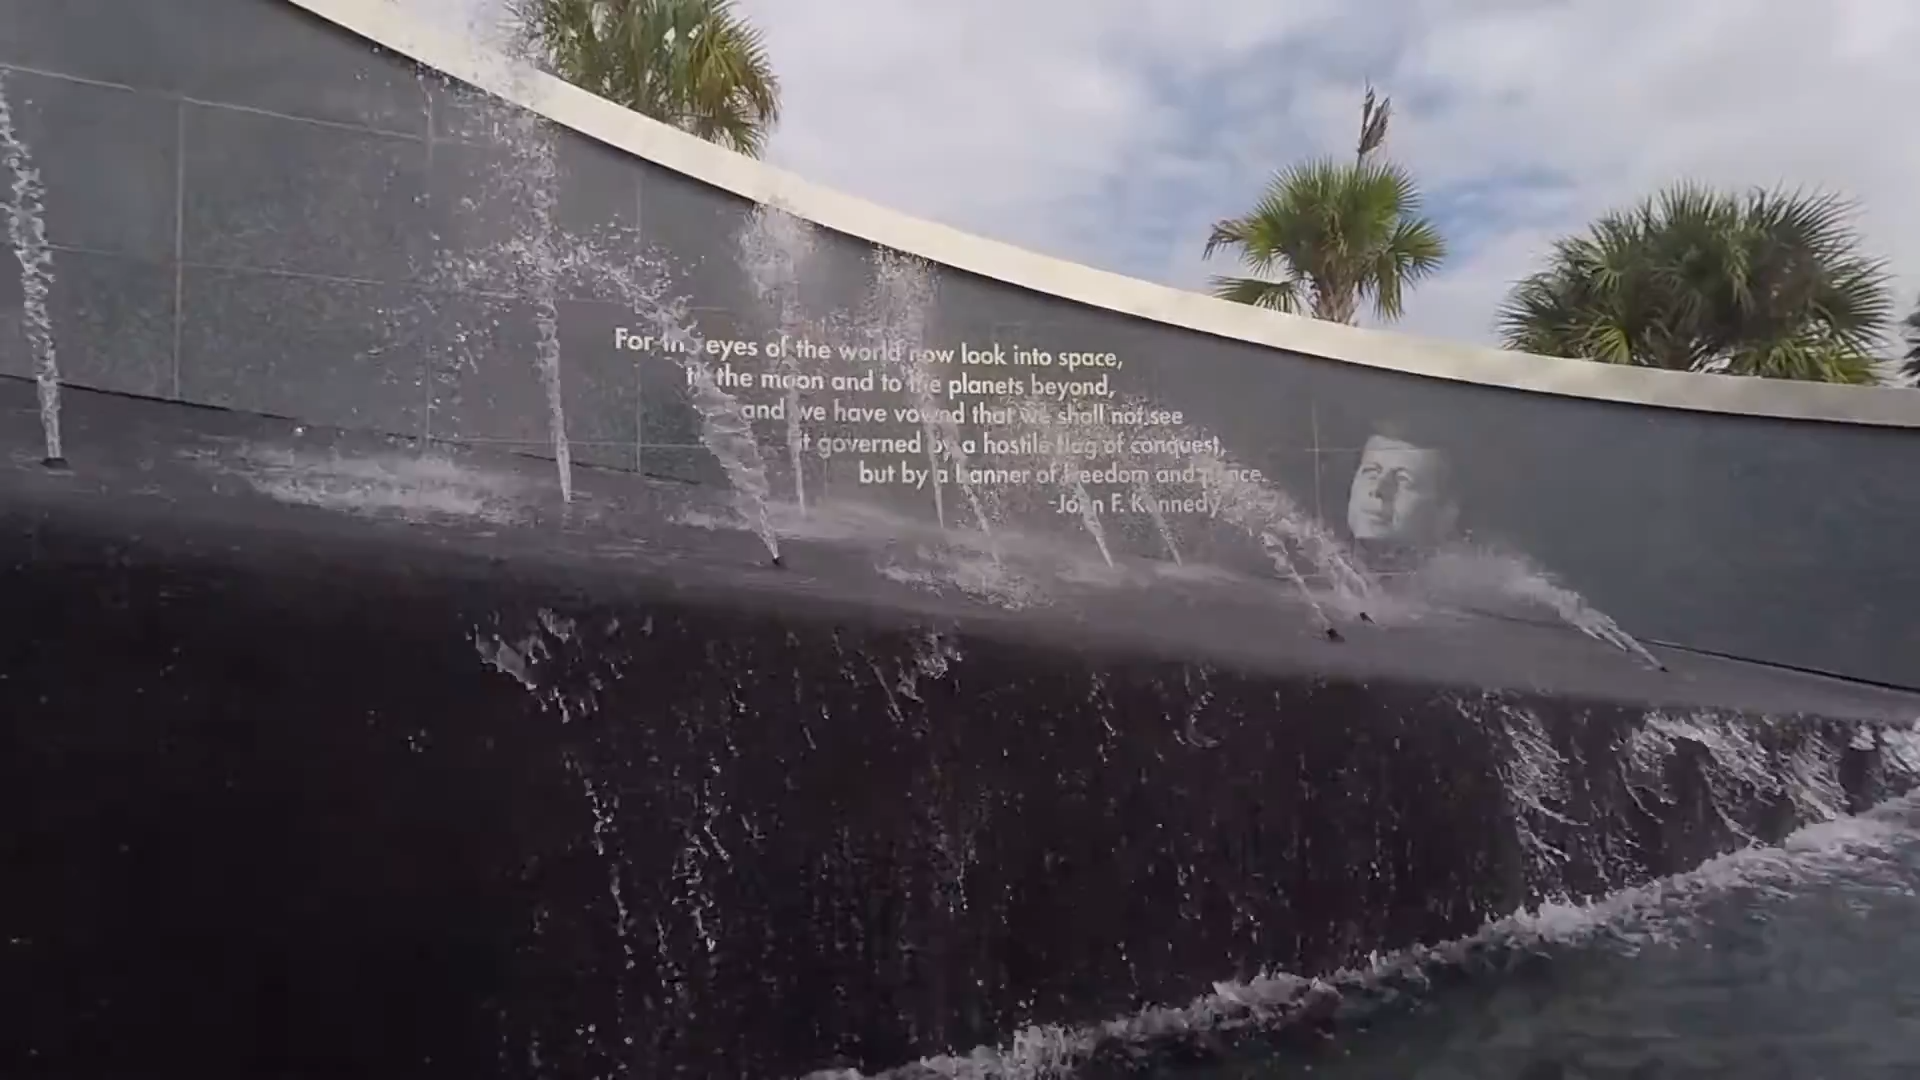 For the eyes of the world now look into space,
to the moon and to the planets beyond,
and we have vowed that we shall not see
it governed by a hostile flag of conquest,
but by a banner of freedom and peace.
-John F. Kennedy